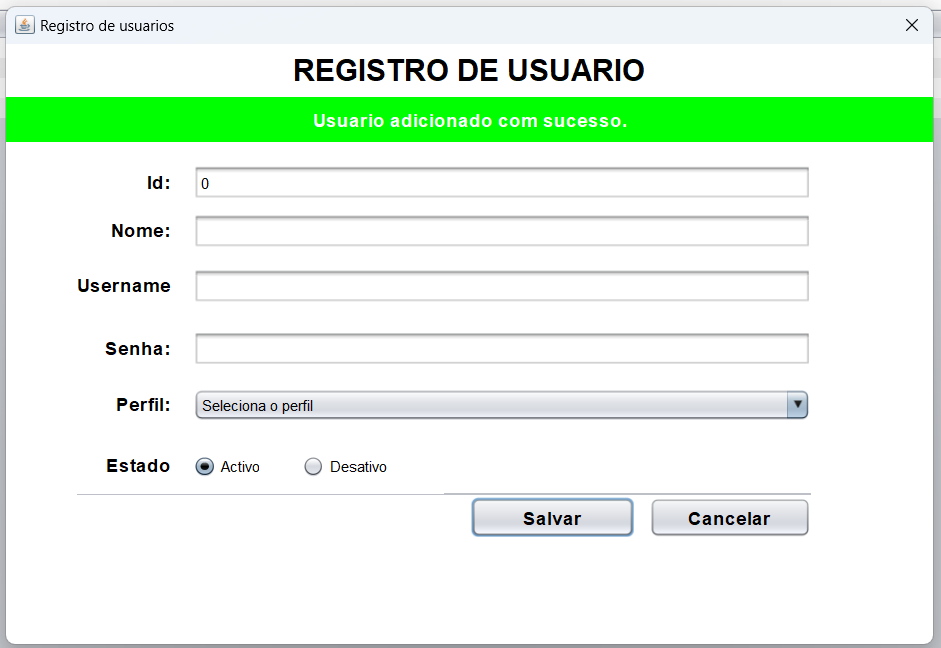 Registro de usuarios
REGISTRO DE USUARIO
Usuario adicionado com sucesso.
Id: 0
Nome:
Username
Senha:
Perfil: Seleciona o perfil
Estado Activo Desativo
Salvar Cancelar